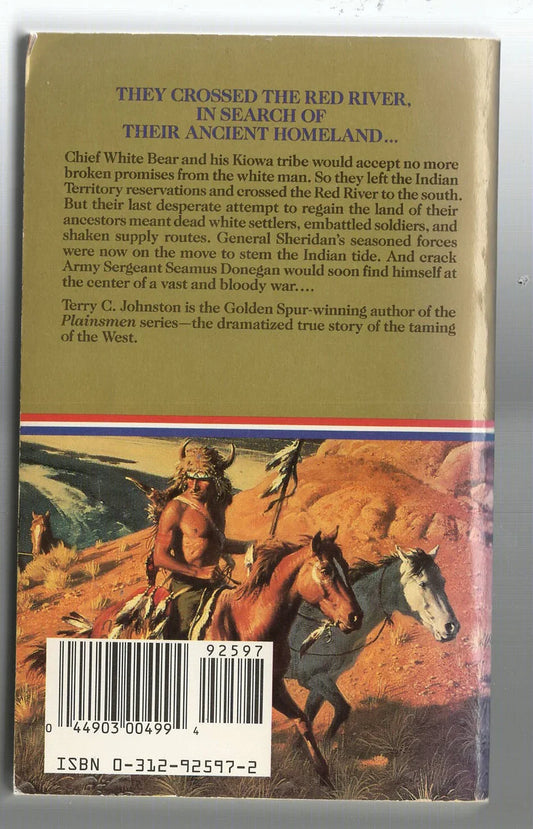 THEY CROSSED THE RED RIVER,
IN SEARCH OF
THEIR ANCIENT HOMELAND...
Chief White Bear and his Kiowa tribe would accept no more
broken promises from the white man. So they left the Indian
Territory reservations and crossed the Red River to the south.
But their last desperate attempt to regain the land of their
ancestors meant dead white settlers, embattled soldiers, and
shaken supply routes. General Sheridan's seasoned forces
were now on the move to stem the Indian tide. And crack
Army Sergeant Seamus Donegan would soon find himself at
the center of a vast and bloody war....
Terry C. Johnston is the Golden Spur-winning author of the
Plainsmen series—the dramatized true story of the taming
of the West.
92597
0 44903 00499 4
ISBN 0-312-92597-2